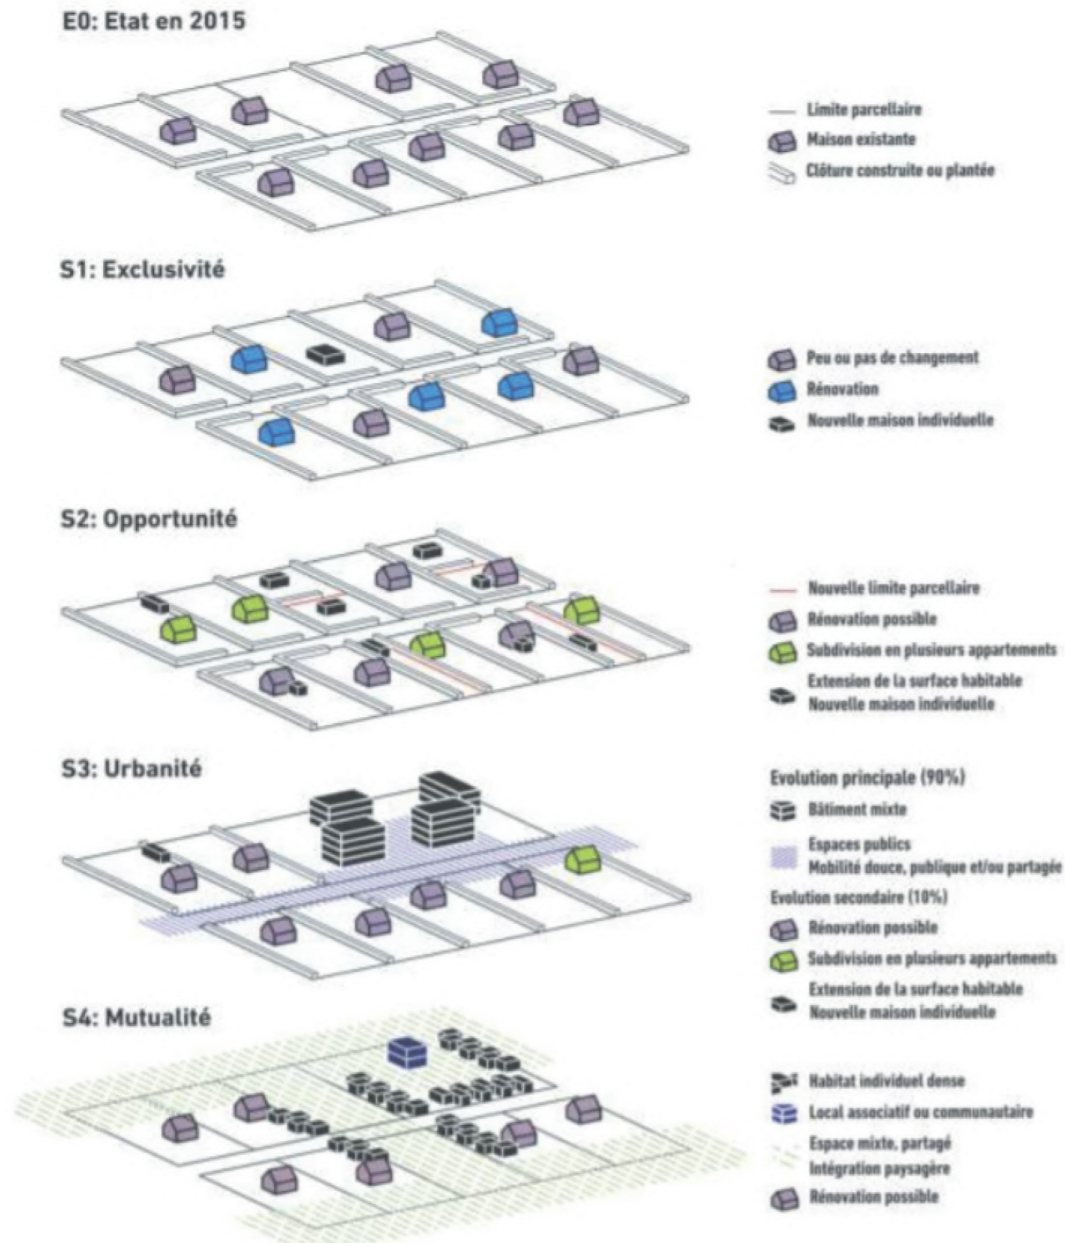 E0: Etat en 2015
Limite parcellaire
Maison existante
Clôture construite ou plantée
S1: Exclusivité
Peu ou pas de changement
Rénovation
Nouvelle maison individuelle
S2: Opportunité
Nouvelle limite parcellaire
Rénovation possible
Subdivision en plusieurs appartements
Extension de la surface habitable
Nouvelle maison individuelle
S3: Urbanité
Evolution principale (90%)
Bâtiment mixte
Espaces publics
Mobilité douce, publique et/ou partagée
Evolution secondaire (10%)
Rénovation possible
Subdivision en plusieurs appartements
Extension de la surface habitable
Nouvelle maison individuelle
S4: Mutualité
Habitat individuel dense
Local associatif ou communautaire
Espace mixte, partagé
Intégration paysagère
Rénovation possible